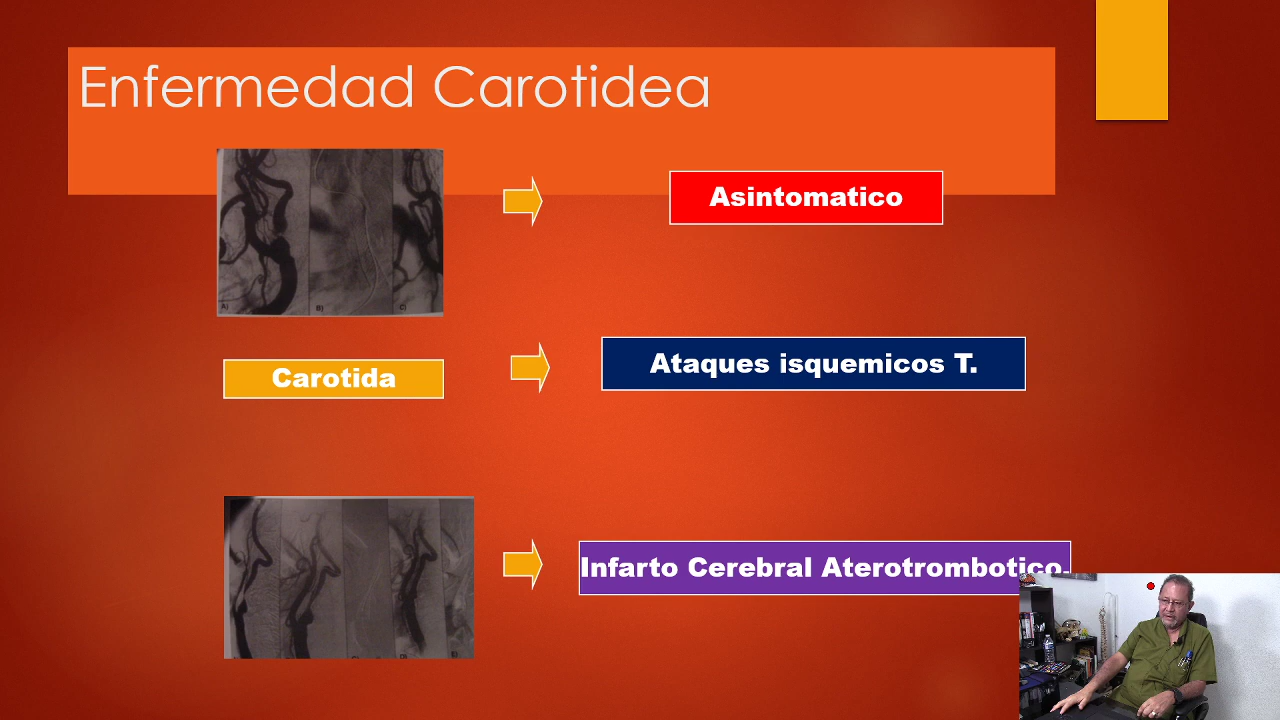 Enfermedad Carotidea
A)
B)
C)
Asintomatico
Carotida
Ataques isquemicos T.
Infarto Cerebral Aterotrombotico.
D)
E)